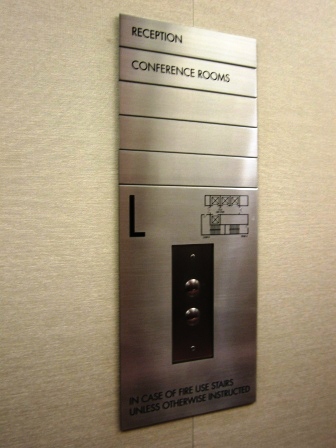 RECEPTION
CONFERENCE ROOMS
L
IN CASE OF FIRE USE STAIRS
UNLESS OTHERWISE INSTRUCTED